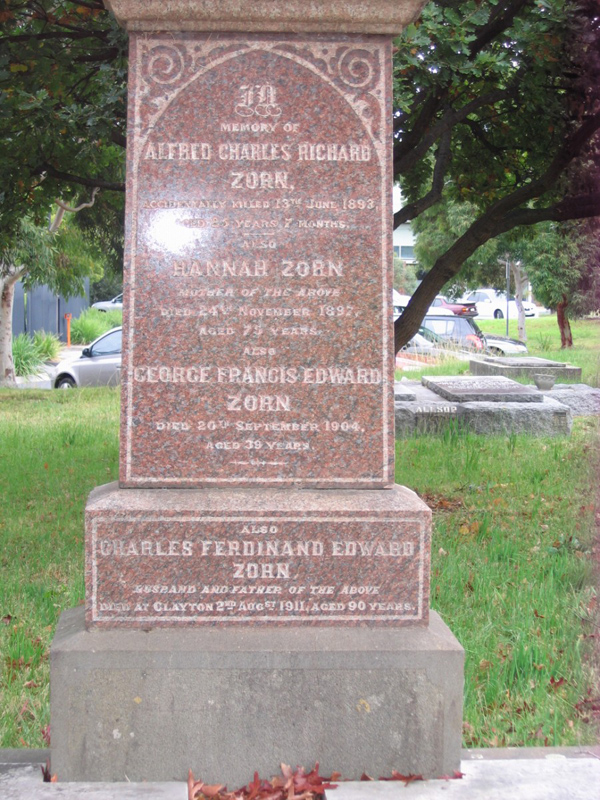 IN
MEMORY OF
ALFRED CHARLES RICHARD
ZORN,
ACCIDENTALLY KILLED 13TH JUNE 1893,
YEARS, 7 MONTHS.
ALSO
HANNAH ZORN
MOTHER OF THE ABOVE
DIED 24TH NOVEMBER 1897,
AGED 75 YEARS.
ALSO
GEORGE FRANCIS EDWARD
ZORN
DIED 20TH SEPTEMBER 1904,
AGED 39 YEARS.
ALSO
CHARLES FERDINAND EDWARD
ZORN,
HUSBAND AND FATHER OF THE ABOVE
DIED AT CLAYTON 2ND AUGST 1911, AGED 90 YEARS.
ALLSOP